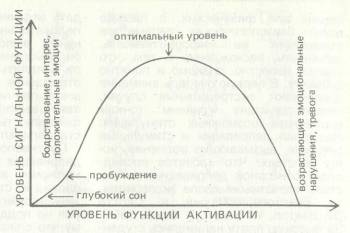 УРОВЕНЬ СИГНАЛЬНОЙ ФУНКЦИИ
бодрствование, интерес,
положительные эмоции
оптимальный уровень
возрастающие эмоциональные
нарушения, тревога
пробуждение
глубокий сон
УРОВЕНЬ ФУНКЦИИ АКТИВАЦИИ